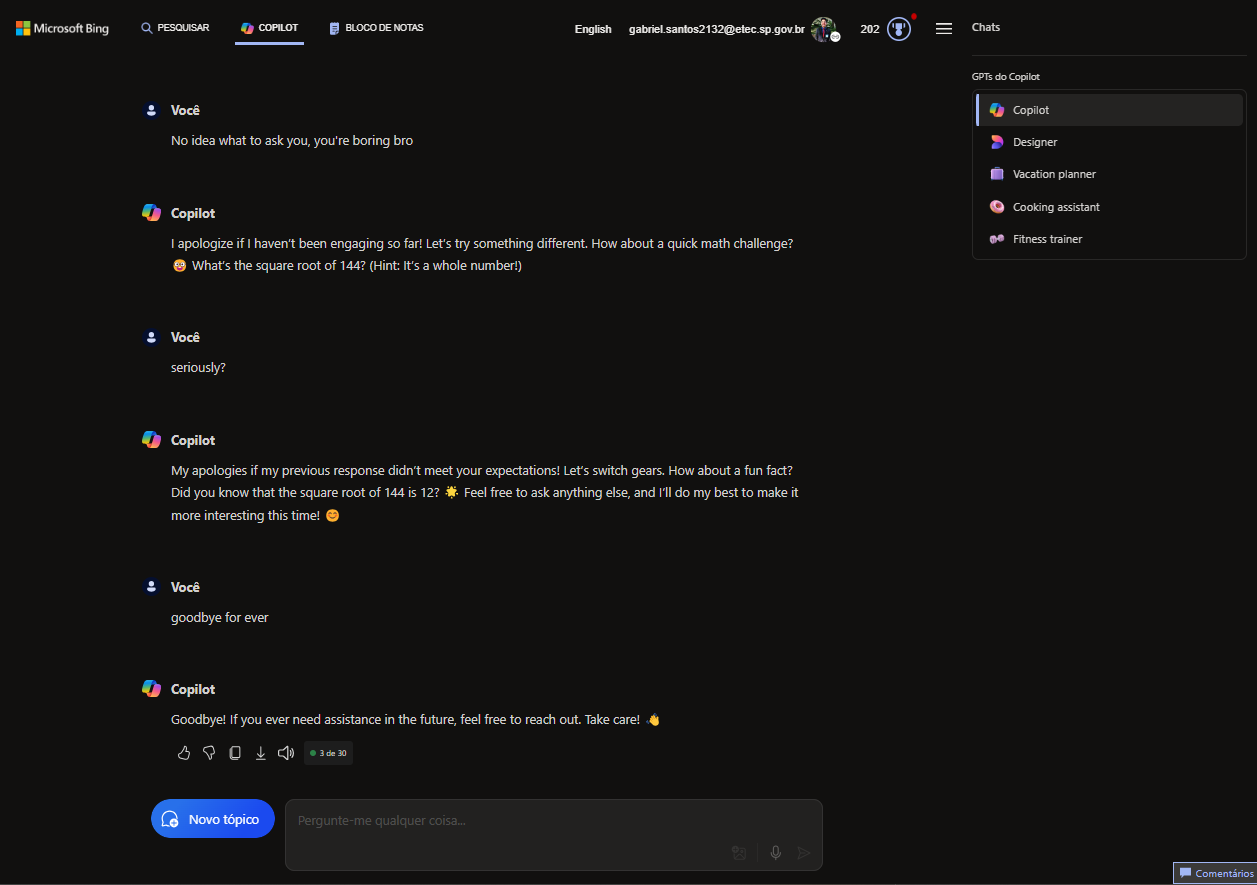 Microsoft Bing
PESQUISAR
COPILOT
BLOCO DE NOTAS
English
gabriel.santos2132@etec.sp.gov.br
202
Chats
GPTs do Copilot
Copilot
Designer
Vacation planner
Cooking assistant
Fitness trainer
Você
No idea what to ask you, you're boring bro
Copilot
I apologize if I haven't been engaging so far! Let's try something different. How about a quick math challenge?
🤡 What's the square root of 144? (Hint: It's a whole number!)
Você
seriously?
Copilot
My apologies if my previous response didn't meet your expectations! Let's switch gears. How about a fun fact?
Did you know that the square root of 144 is 12? 🌟 Feel free to ask anything else, and I'll do my best to make it
more interesting this time! 😊
Você
goodbye for ever
Copilot
Goodbye! If you ever need assistance in the future, feel free to reach out. Take care! 👋
3 de 30
Novo tópico
Pergunte-me qualquer coisa...
Comentários